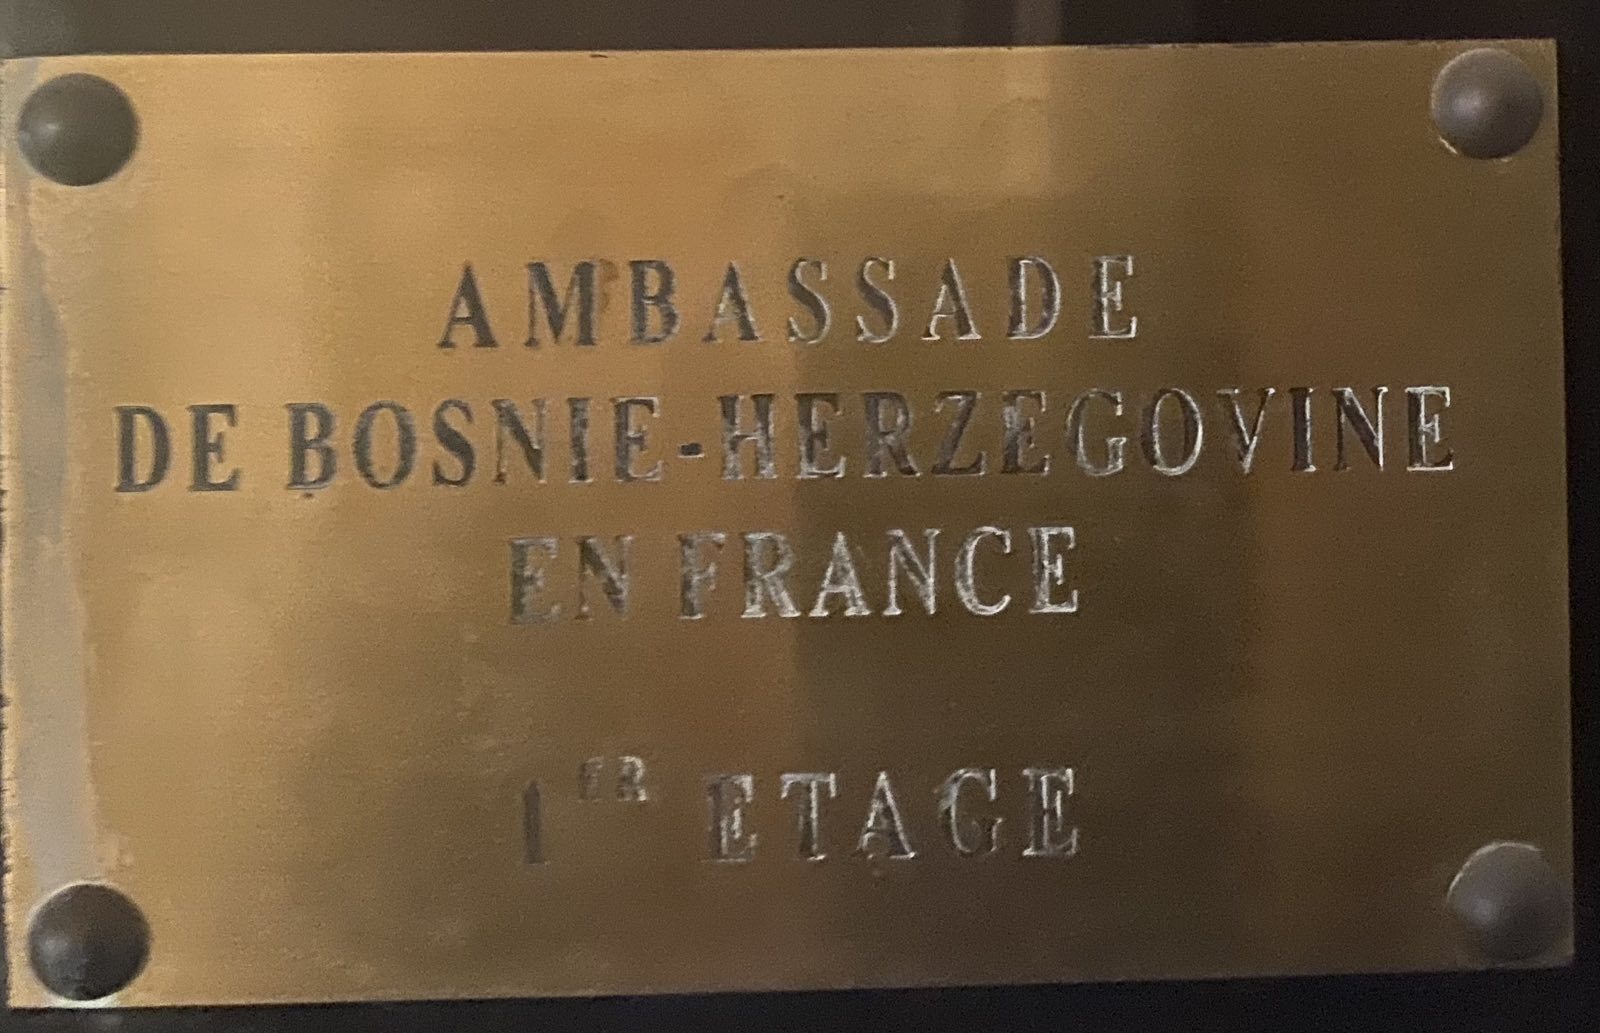 AMBASSADE
DE BOSNIE-HERZEGOVINE
EN FRANCE
1ER ETAGE